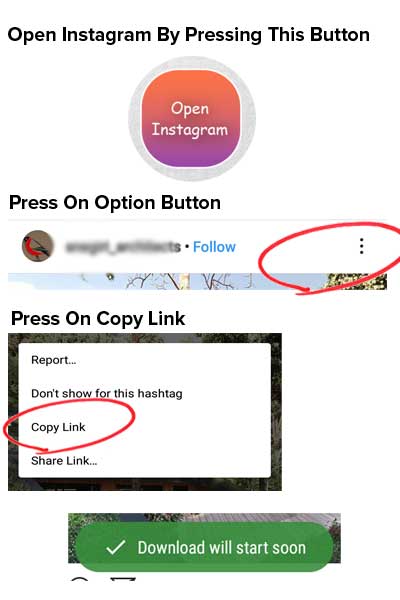 Open Instagram By Pressing This Button
Open
Instagram
Press On Option Button
• Follow
Press On Copy Link
Report...
Don't show for this hashtag
Copy Link
Share Link...
Download will start soon